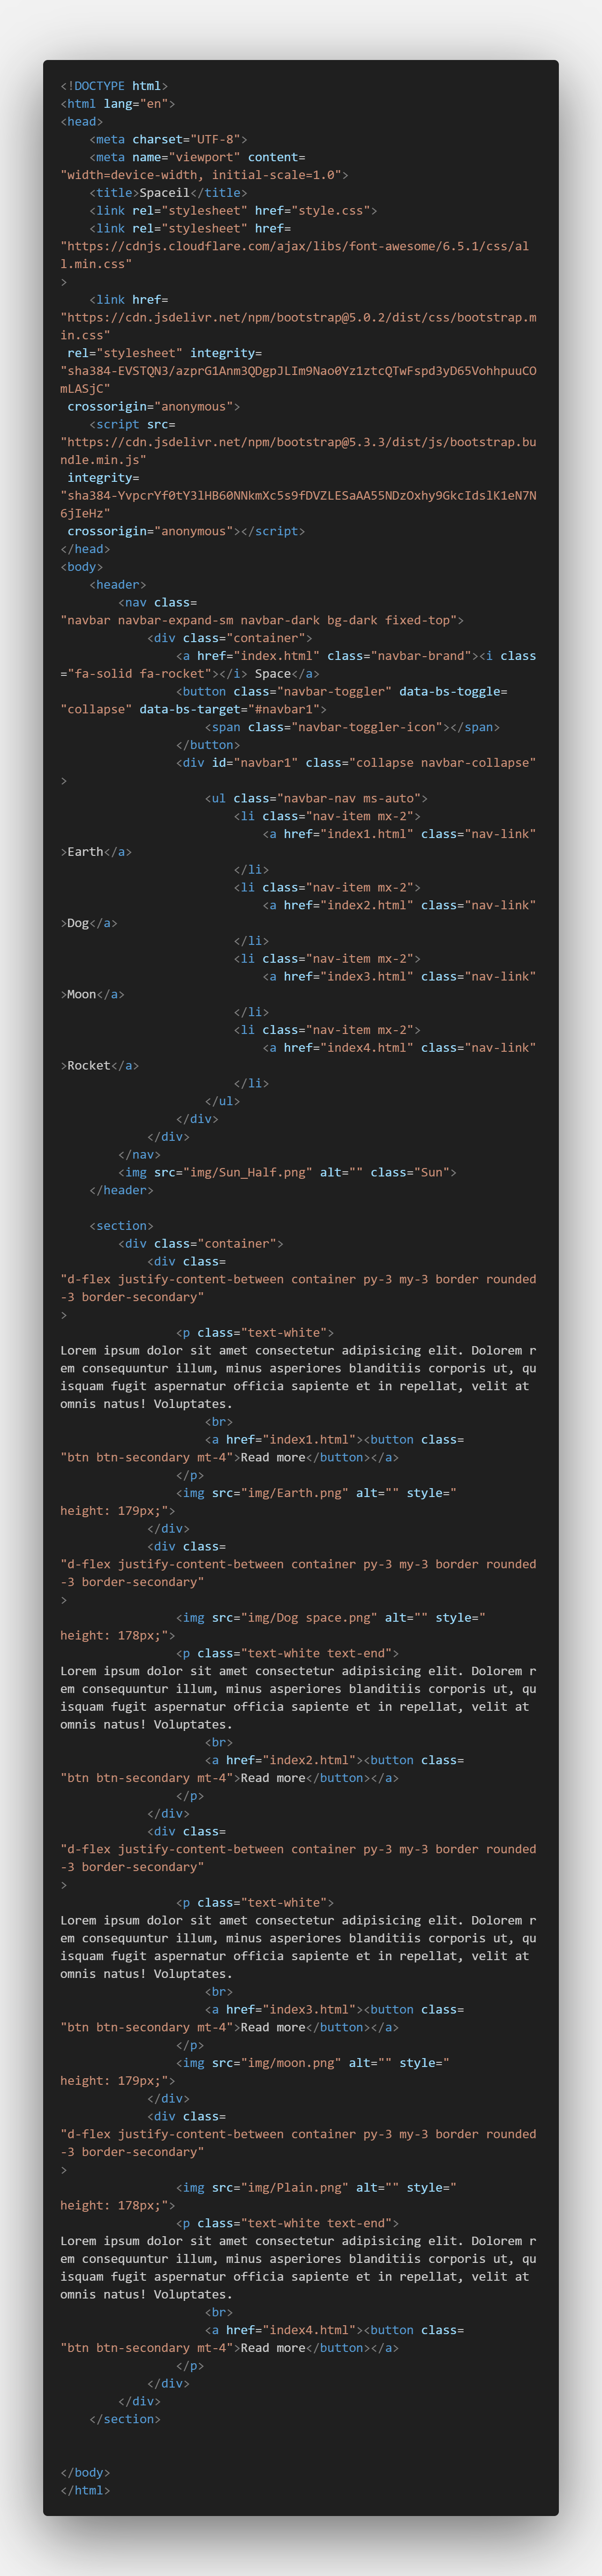 <!DOCTYPE html>
<html lang="en">
<head>
    <meta charset="UTF-8">
    <meta name="viewport" content=
"width=device-width, initial-scale=1.0">
    <title>Spaceil</title>
    <link rel="stylesheet" href="style.css">
    <link rel="stylesheet" href=
"https://cdnjs.cloudflare.com/ajax/libs/font-awesome/6.5.1/css/al
l.min.css"
>
    <link href=
"https://cdn.jsdelivr.net/npm/bootstrap@5.0.2/dist/css/bootstrap.m
in.css"
 rel="stylesheet" integrity=
"sha384-EVSTQN3/azprG1Anm3QDgpJLIm9Nao0Yz1ztcQTwFspd3yD65VohhpuuCO
mLASjC"
 crossorigin="anonymous">
    <script src=
"https://cdn.jsdelivr.net/npm/bootstrap@5.3.3/dist/js/bootstrap.bu
ndle.min.js"
 integrity=
"sha384-YvpcrYf0tY3lHB60NNkmXc5s9fDVZLESaAA55NDzOxhy9GkcIdslK1eN7N
6jIeHz"
 crossorigin="anonymous"></script>
</head>
<body>
    <header>
        <nav class=
"navbar navbar-expand-sm navbar-dark bg-dark fixed-top">
            <div class="container">
                <a href="index.html" class="navbar-brand"><i class
="fa-solid fa-rocket"></i> Space</a>
                <button class="navbar-toggler" data-bs-toggle=
"collapse" data-bs-target="#navbar1">
                    <span class="navbar-toggler-icon"></span>
                </button>
                <div id="navbar1" class="collapse navbar-collapse"
>
                    <ul class="navbar-nav ms-auto">
                        <li class="nav-item mx-2">
                            <a href="index1.html" class="nav-link"
>Earth</a>
                        </li>
                        <li class="nav-item mx-2">
                            <a href="index2.html" class="nav-link"
>Dog</a>
                        </li>
                        <li class="nav-item mx-2">
                            <a href="index3.html" class="nav-link"
>Moon</a>
                        </li>
                        <li class="nav-item mx-2">
                            <a href="index4.html" class="nav-link"
>Rocket</a>
                        </li>
                    </ul>
                </div>
            </div>
        </nav>
        <img src="img/Sun_Half.png" alt="" class="Sun">
    </header>

    <section>
        <div class="container">
            <div class=
"d-flex justify-content-between container py-3 my-3 border rounded
-3 border-secondary"
>
                <p class="text-white">
Lorem ipsum dolor sit amet consectetur adipisicing elit. Dolorem r
em consequuntur illum, minus asperiores blanditiis corporis ut, qu
isquam fugit aspernatur officia sapiente et in repellat, velit at
omnis natus! Voluptates.
                    <br>
                    <a href="index1.html"><button class=
"btn btn-secondary mt-4">Read more</button></a>
                </p>
                <img src="img/Earth.png" alt="" style="
height: 179px;">
            </div>
            <div class=
"d-flex justify-content-between container py-3 my-3 border rounded
-3 border-secondary"
>
                <img src="img/Dog space.png" alt="" style="
height: 178px;">
                <p class="text-white text-end">
Lorem ipsum dolor sit amet consectetur adipisicing elit. Dolorem r
em consequuntur illum, minus asperiores blanditiis corporis ut, qu
isquam fugit aspernatur officia sapiente et in repellat, velit at
omnis natus! Voluptates.
                    <br>
                    <a href="index2.html"><button class=
"btn btn-secondary mt-4">Read more</button></a>
                </p>
            </div>
            <div class=
"d-flex justify-content-between container py-3 my-3 border rounded
-3 border-secondary"
>
                <p class="text-white">
Lorem ipsum dolor sit amet consectetur adipisicing elit. Dolorem r
em consequuntur illum, minus asperiores blanditiis corporis ut, qu
isquam fugit aspernatur officia sapiente et in repellat, velit at
omnis natus! Voluptates.
                    <br>
                    <a href="index3.html"><button class=
"btn btn-secondary mt-4">Read more</button></a>
                </p>
                <img src="img/moon.png" alt="" style="
height: 179px;">
            </div>
            <div class=
"d-flex justify-content-between container py-3 my-3 border rounded
-3 border-secondary"
>
                <img src="img/Plain.png" alt="" style="
height: 178px;">
                <p class="text-white text-end">
Lorem ipsum dolor sit amet consectetur adipisicing elit. Dolorem r
em consequuntur illum, minus asperiores blanditiis corporis ut, qu
isquam fugit aspernatur officia sapiente et in repellat, velit at
omnis natus! Voluptates.
                    <br>
                    <a href="index4.html"><button class=
"btn btn-secondary mt-4">Read more</button></a>
                </p>
            </div>
        </div>
    </section>


</body>
</html>